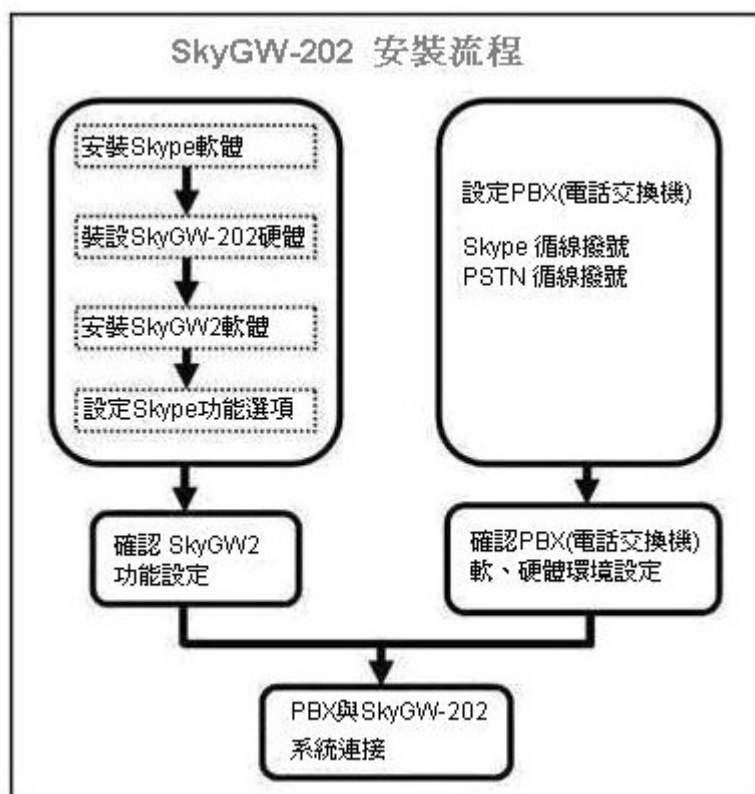 SkyGW-202 安裝流程
安裝Skype軟體
裝設SkyGW-202硬體
安裝SkyGW2軟體
設定Skype功能選項
確認 SkyGW2
功能設定
設定PBX(電話交換機)
Skype 循線撥號
PSTN 循線撥號
確認PBX(電話交換機)
軟、硬體環境設定
PBX與SkyGW-202
系統連接